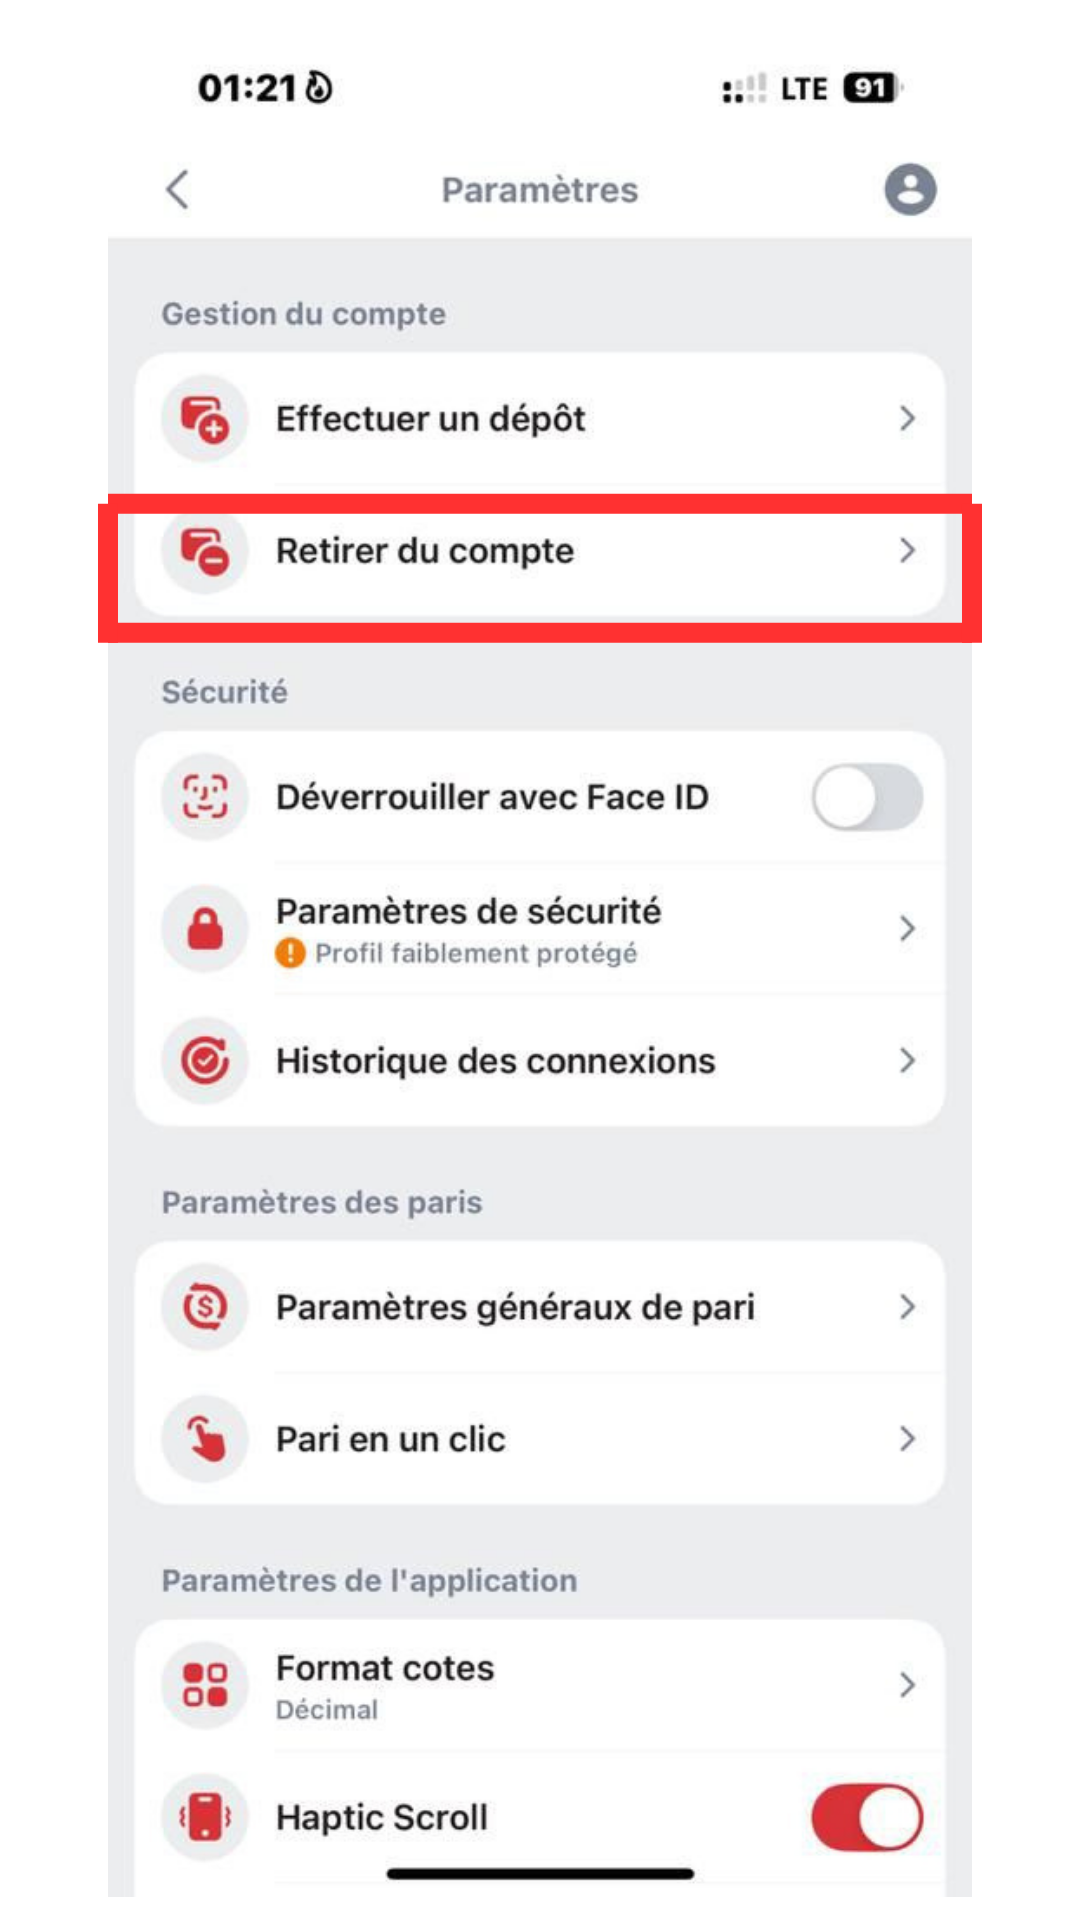 01:21
LTE 91
Paramètres
Gestion du compte
Effectuer un dépôt
Retirer du compte
Sécurité
Déverrouiller avec Face ID
Paramètres de sécurité
Profil faiblement protégé
Historique des connexions
Paramètres des paris
Paramètres généraux de pari
Pari en un clic
Paramètres de l'application
Format cotes
Décimal
Haptic Scroll